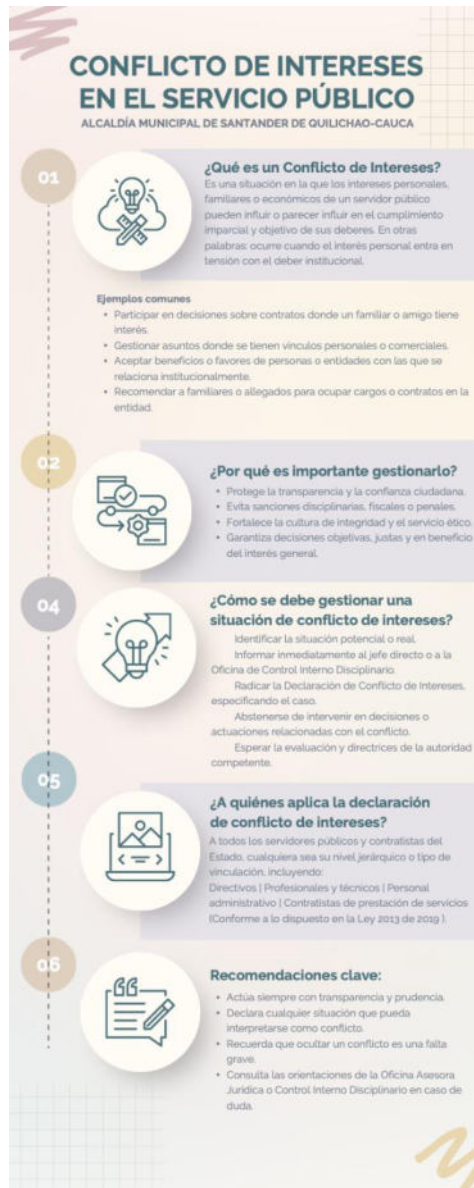 CONFLICTO DE INTERESES
EN EL SERVICIO PÚBLICO
ALCALDÍA MUNICIPAL DE SANTANDER DE QUILICHAO-CAUCA
01
¿Qué es un Conflicto de Intereses?
Es una situación en la que los intereses personales,
familiares o económicos de un servidor público
pueden influir o parecer influir en el cumplimiento
imparcial y objetivo de sus deberes. En otras
palabras: ocurre cuando el interés personal entra en
tensión con el deber institucional.
Ejemplos comunes
• Participar en decisiones sobre contratos donde un familiar o amigo tiene
interés.
• Gestionar asuntos donde se tienen vínculos personales o comerciales.
• Aceptar beneficios o favores de personas o entidades con las que se
relaciona institucionalmente.
• Recomendar a familiares o allegados para ocupar cargos o contratos en la
entidad.
02
¿Por qué es importante gestionarlo?
• Protege la transparencia y la confianza ciudadana.
• Evita sanciones disciplinarias, fiscales o penales.
• Fortalece la cultura de integridad y el servicio ético.
• Garantiza decisiones objetivas, justas y en beneficio
del interés general.
04
¿Cómo se debe gestionar una
situación de conflicto de intereses?
Identificar la situación potencial o real.
Informar inmediatamente al jefe directo o a la
Oficina de Control Interno Disciplinario.
Radicar la Declaración de Conflicto de Intereses,
especificando el caso.
Abstenerse de intervenir en decisiones o
actuaciones relacionadas con el conflicto.
Esperar la evaluación y directrices de la autoridad
competente.
05
¿A quiénes aplica la declaración
de conflicto de intereses?
A todos los servidores públicos y contratistas del
Estado, cualquiera sea su nivel jerárquico o tipo de
vinculación, incluyendo:
Directivos | Profesionales y técnicos | Personal
administrativo | Contratistas de prestación de servicios
(Conforme a lo dispuesto en la Ley 2013 de 2019 ).
06
Recomendaciones clave:
• Actúa siempre con transparencia y prudencia.
• Declara cualquier situación que pueda
interpretarse como conflicto.
• Recuerda que ocultar un conflicto es una falta
grave.
• Consulta las orientaciones de la Oficina Asesora
Jurídica o Control Interno Disciplinario en caso de
duda.